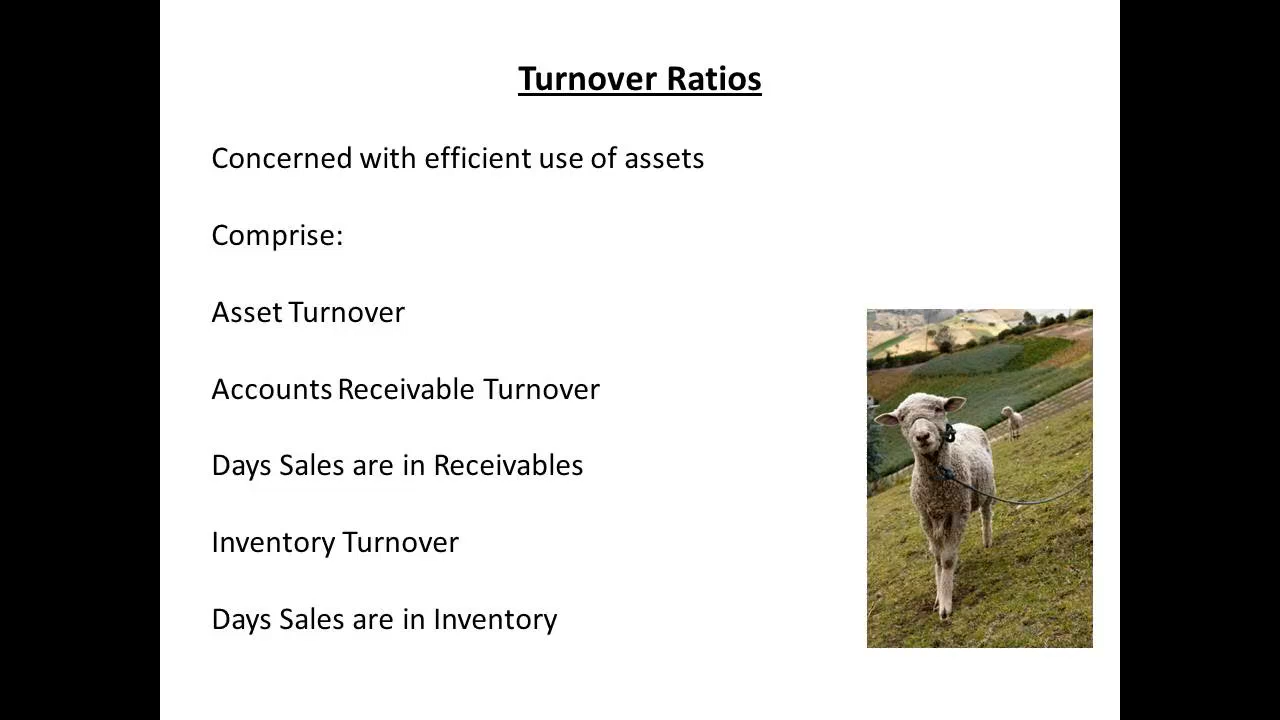 Turnover Ratios
Concerned with efficient use of assets
Comprise:
Asset Turnover
Accounts Receivable Turnover
Days Sales are in Receivables
Inventory Turnover
Days Sales are in Inventory